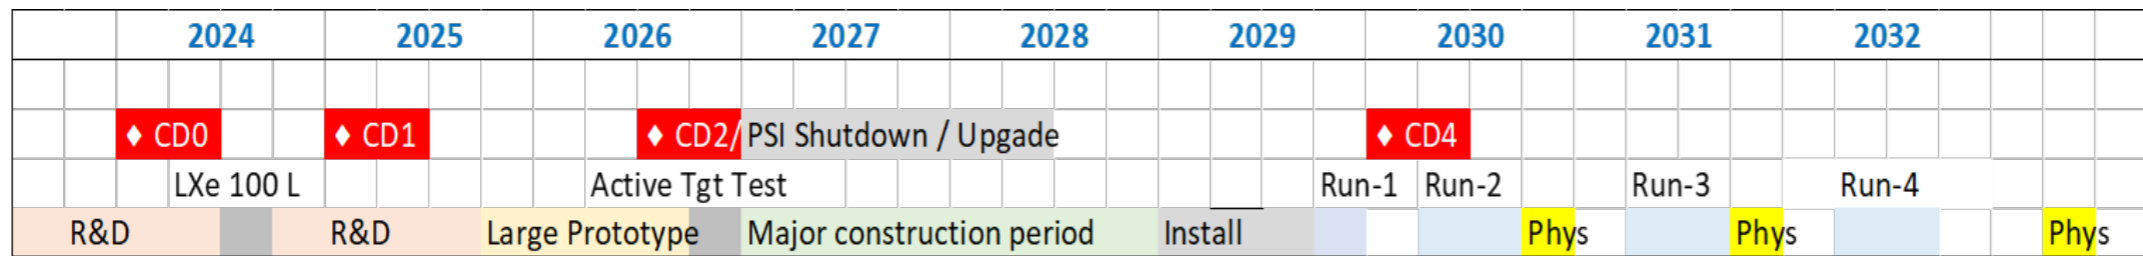 2024 2025 2026 2027 2028 2029 2030 2031 2032
♦ CD0 ♦ CD1 ♦ CD2/ PSI Shutdown / Upgade ♦ CD4
LXe 100 L Active Tgt Test Run-1 Run-2 Run-3 Run-4
R&D R&D Large Prototype Major construction period Install Phys Phys Phys